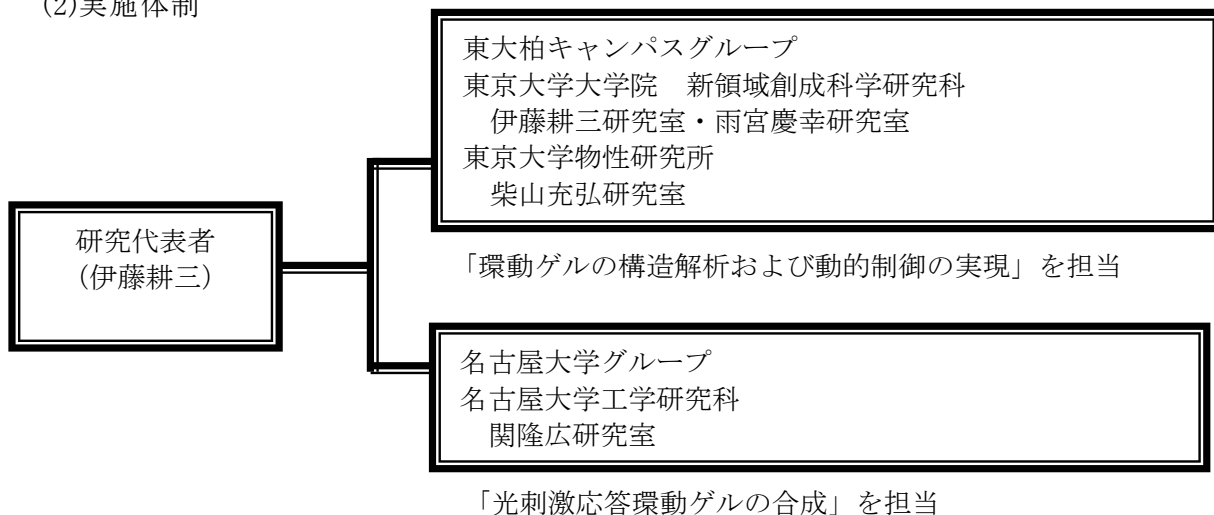 (2)実施体制
東大柏キャンパスグループ
東京大学大学院　新領域創成科学研究科
伊藤耕三研究室・雨宮慶幸研究室
東京大学物性研究所
柴山充弘研究室
研究代表者
(伊藤耕三)
「環動ゲルの構造解析および動的制御の実現」を担当
名古屋大学グループ
名古屋大学工学研究科
関隆広研究室
「光刺激応答環動ゲルの合成」を担当